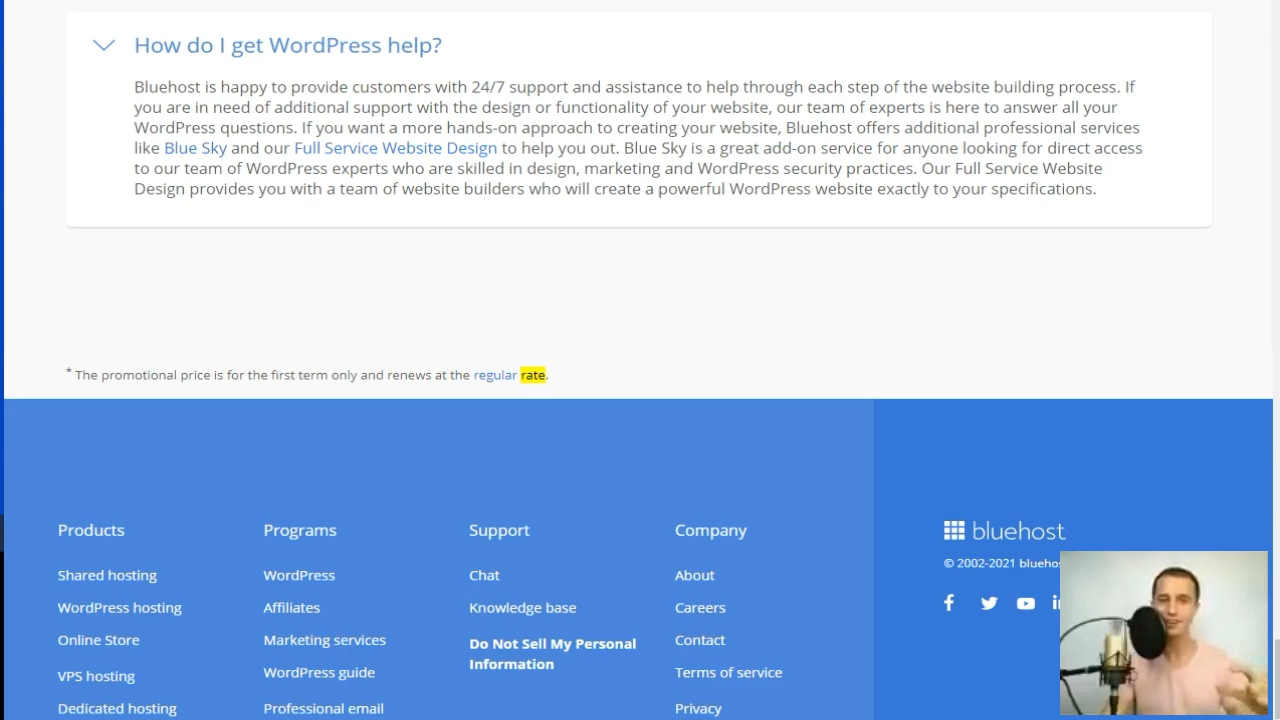 How do I get WordPress help?
Bluehost is happy to provide customers with 24/7 support and assistance to help through each step of the website building process. If
you are in need of additional support with the design or functionality of your website, our team of experts is here to answer all your
WordPress questions. If you want a more hands-on approach to creating your website, Bluehost offers additional professional services
like Blue Sky and our Full Service Website Design to help you out. Blue Sky is a great add-on service for anyone looking for direct access
to our team of WordPress experts who are skilled in design, marketing and WordPress security practices. Our Full Service Website
Design provides you with a team of website builders who will create a powerful WordPress website exactly to your specifications.
* The promotional price is for the first term only and renews at the regular rate.
Products
Shared hosting
WordPress hosting
Online Store
VPS hosting
Dedicated hosting
Programs
WordPress
Affiliates
Marketing services
WordPress guide
Professional email
Support
Chat
Knowledge base
Do Not Sell My Personal
Information
Company
About
Careers
Contact
Terms of service
Privacy
bluehost
© 2002-2021